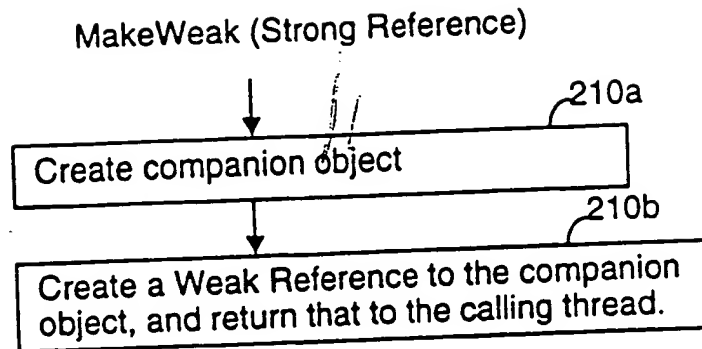 MakeWeak (Strong Reference)
210a
Create companion object
210b
Create a Weak Reference to the companion
object, and return that to the calling thread.